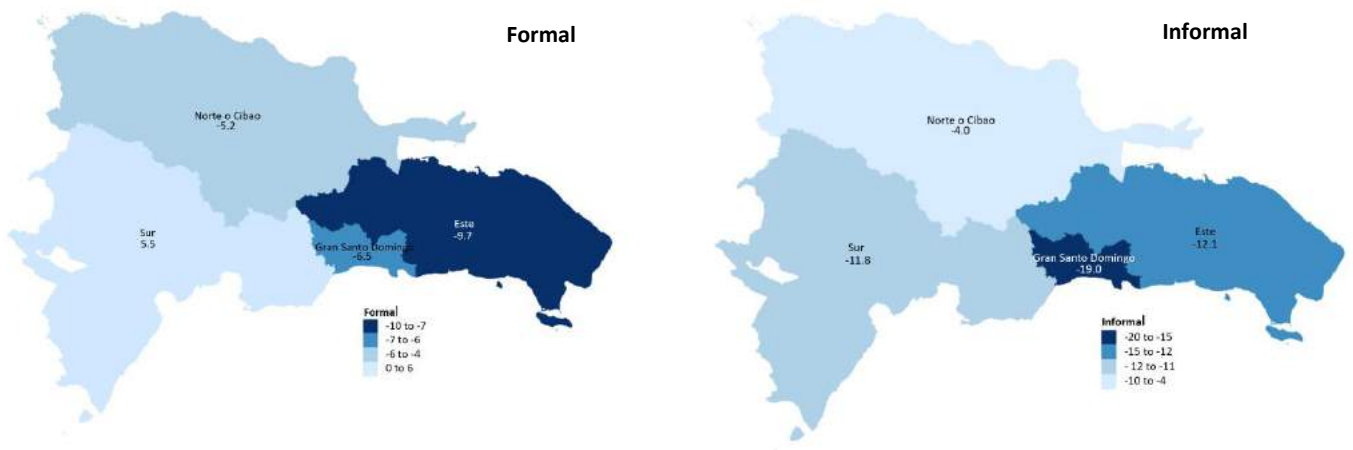 Formal
Norte o Cibao
-5.2
Sur
5.5
Este
-9.7
Gran Santo Domingo
-6.5
Formal
-10 to -7
-7 to -6
-6 to -4
0 to 6
Informal
Norte o Cibao
-4.0
Sur
-11.8
Este
-12.1
Gran Santo Domingo
-19.0
Informal
-20 to -15
-15 to -12
-12 to -11
-10 to -4